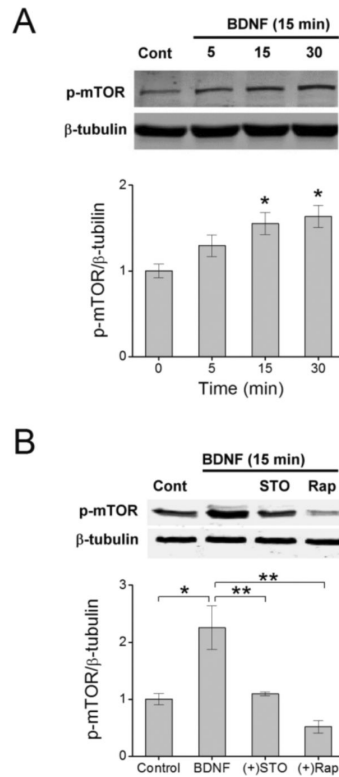 A
BDNF (15 min)
Cont 5 15 30
p-mTOR
β-tubulin
p-mTOR/β-tubilin
2
1
0
* *
0 5 15 30
Time (min)
B
BDNF (15 min)
Cont STO Rap
p-mTOR
β-tubulin
p-mTOR/β-tubulin
3
2
1
0
* ** **
Control BDNF (+)STO (+)Rap